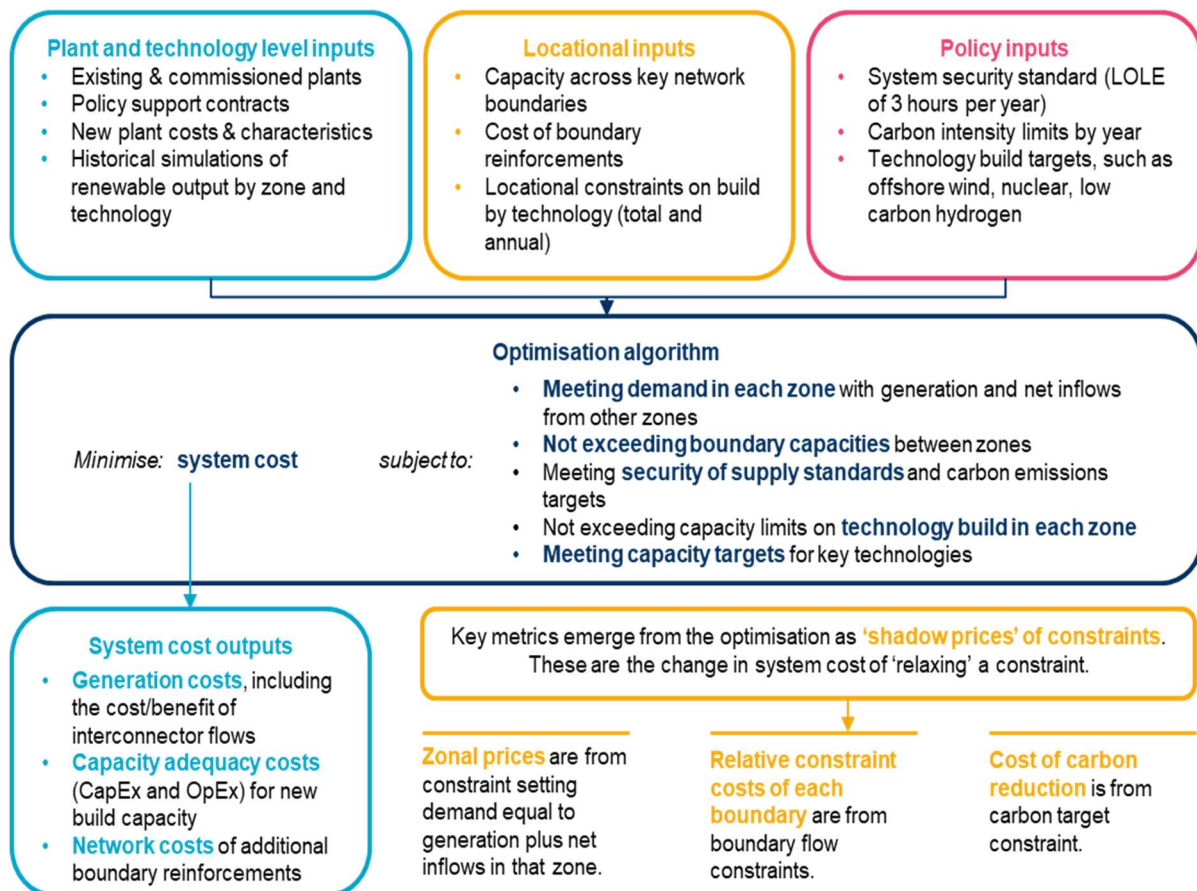 Plant and technology level inputs
• Existing & commissioned plants
• Policy support contracts
• New plant costs & characteristics
• Historical simulations of
renewable output by zone and
technology
Locational inputs
• Capacity across key network
boundaries
• Cost of boundary
reinforcements
• Locational constraints on build
by technology (total and
annual)
Policy inputs
• System security standard (LOLE
of 3 hours per year)
• Carbon intensity limits by year
• Technology build targets, such as
offshore wind, nuclear, low
carbon hydrogen
Optimisation algorithm
Minimise: system cost subject to:
• Meeting demand in each zone with generation and net inflows
from other zones
• Not exceeding boundary capacities between zones
• Meeting security of supply standards and carbon emissions
targets
• Not exceeding capacity limits on technology build in each zone
• Meeting capacity targets for key technologies
System cost outputs
• Generation costs, including
the cost/benefit of
interconnector flows
• Capacity adequacy costs
(CapEx and OpEx) for new
build capacity
• Network costs of additional
boundary reinforcements
Key metrics emerge from the optimisation as ‘shadow prices’ of constraints.
These are the change in system cost of ‘relaxing’ a constraint.
Zonal prices are from
constraint setting
demand equal to
generation plus net
inflows in that zone.
Relative constraint
costs of each
boundary are from
boundary flow
constraints.
Cost of carbon
reduction is from
carbon target
constraint.